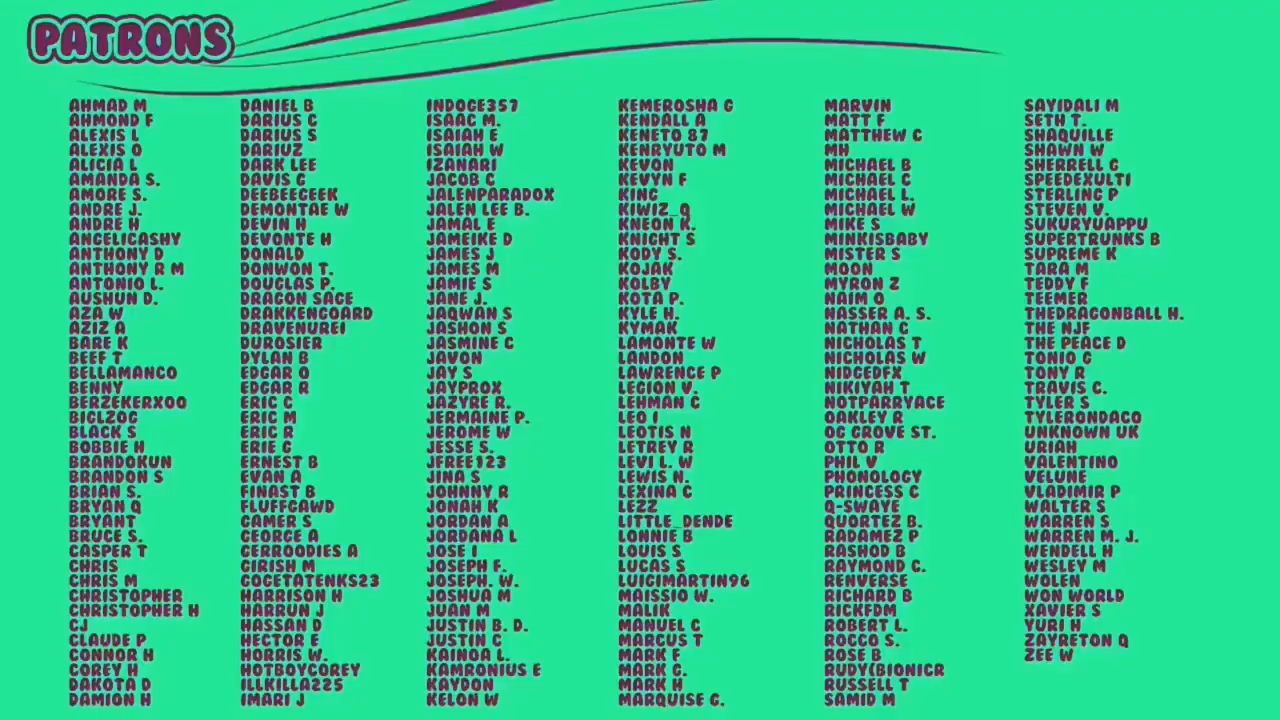 PATRONS
AHMAD M
AHMOND F
ALEXIS L
ALEXIS O
ALICIA L
AMANDA S.
AMORE S.
ANDRE J.
ANDRE H
ANGELICASHY
ANTHONY D
ANTHONY R M
ANTONIO L.
AUSHUN D.
AZA W
AZIZ A
BARE K
BEEF T
BELLAMANCO
BENNY
BERZEKERXOO
BIGLZOG
BLACK S
BOBBIE H
BRANDOKUN
BRANDON S
BRIAN S.
BRYAN Q
BRYANT
BRUCE S.
CASPER T
CHRIS
CHRIS M
CHRISTOPHER
CHRISTOPHER H
CJ
CLAUDE P
CONNOR H
COREY H
DAKOTA D
DAMION H
DANIEL B
DARIUS C
DARIUS S
DARIUZ
DARK LEE
DAVIS G
DEEBEEGEEK
DEMONTAE W
DEVIN H
DEVONTE H
DONALD
DONWON T.
DOUGLAS P.
DRAGON SAGE
DRAKKENGOARD
DRAVENUREI
DUROSIER
DYLAN B
EDGAR O
EDGAR R
ERIC C
ERIC M
ERIC R
ERIE G
ERNEST B
EVAN A
FINAST B
FLUFFGAWD
GAMER S
GEORGE A
GERROODIES A
GIRISH M
GOGETATENKS23
HARRISON H
HARRUN J
HASSAN D
HECTOR E
HORRIS W.
HOTBOYCOREY
ILLKILLA225
IMARI J
INDOGE357
ISAAC M.
ISAIAH E
ISAIAH W
IZANARI
JACOB C
JALENPARADOX
JALEN LEE B.
JAMAL E
JAMEIKE D
JAMES J
JAMES M
JAMIE S
JANE J.
JAQWAN S
JASHON S
JASMINE C
JAVON
JAY S
JAYPROX
JAZYRE R.
JERMAINE P.
JEROME W
JESSE S.
JFREE123
JINA S
JOHNNY R
JONAH K
JORDAN A
JORDANA L
JOSE I
JOSEPH F.
JOSEPH. W.
JOSHUA M
JUAN M
JUSTIN B. D.
JUSTIN C
KAINOA L.
KAMRONIUS E
KAYDON
KELON W
KEMEROSHA G
KENDALL A
KENETO 87
KENRYUTO M
KEVON
KEVYN F
KING
KIWIZ_Q
KNEON R.
KNIGHT S
KODY S.
KOJAK
KOLBY
KOTA P.
KYLE H.
KYMAK
LAMONTE W
LANDON
LAWRENCE P
LEGION V.
LEHMAN C
LEO I
LEOTIS N
LETREY R
LEVI L. W
LEWIS N.
LEXINA C
LEZZ
LITTLE_DENDE
LONNIE B
LOUIS S
LUCAS S
LUIGIMARTIN96
MAISSIO W.
MALIK
MANUEL C
MARCUS T
MARK F
MARK G.
MARK H
MARQUISE G.
MARVIN
MATT F
MATTHEW C
MH
MICHAEL B
MICHAEL C
MICHAEL L.
MICHAEL W
MIKE S
MINKISBABY
MISTER S
MOON
MYRON Z
NAIM O
NASSER A. S.
NATHAN C
NICHOLAS T
NICHOLAS W
NIDGEDFX
NIKIYAH T
NOTPARRYACE
OAKLEY R
OG GROVE ST.
OTTO R
PHIL V
PHONOLOGY
PRINCESS C
Q-SWAYE
QUORTEZ B.
RADAMEZ P
RASHOD B
RAYMOND C.
RENVERSE
RICHARD B
RICKFDM
ROBERT L.
ROCCO S.
ROSE B
RUDY(BIONICR
RUSSELL T
SAMID M
SAYIDALI M
SETH T.
SHAQUILLE
SHAWN W
SHERRELL G
SPEEDEXULTI
STERLING P
STEVEN V.
SUKURYUAPPU
SUPERTRUNKS B
SUPREME K
TARA M
TEDDY F
TEEMER
THEDRAGONBALL H.
THE NJF
THE PEACE D
TONIO G
TONY R
TRAVIS C.
TYLER S
TYLERONDACO
UNKNOWN UK
URIAH
VALENTINO
VELUNE
VLADIMIR P
WALTER S
WARREN S
WARREN M. J.
WENDELL H
WESLEY M
WOLEN
WON WORLD
XAVIER S
YURI H
ZAYRETON Q
ZEE W